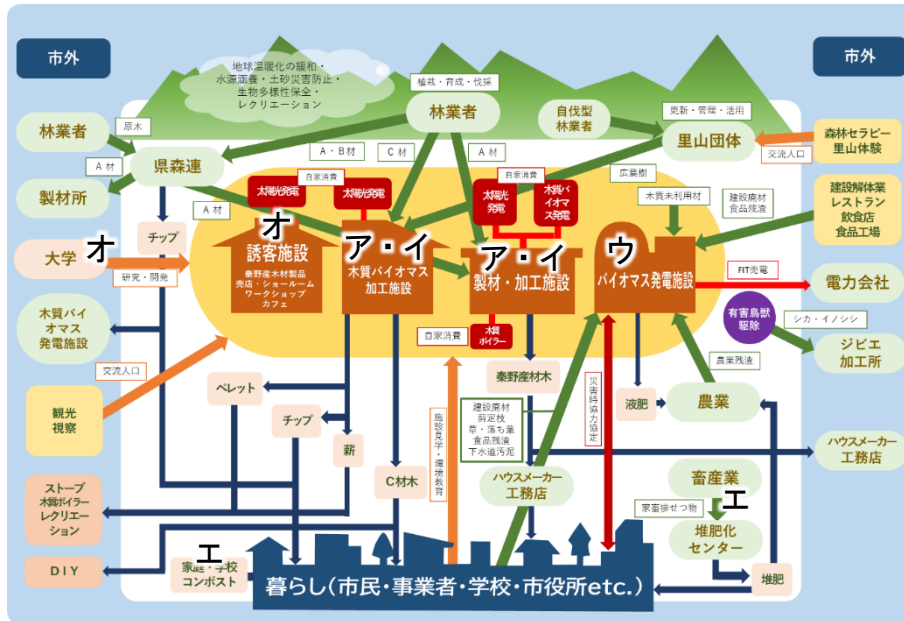 市外
市外
地球温暖化の緩和・
水源涵養・土砂災害防止・
生物多様性保全・
レクリエーション
植栽・育成・伐採
林業者
自伐型
林業者
更新・管理・活用
里山団体
林業者
原木
県森連
A材
製材所
A・B材
C材
A材
広葉樹
交流人口
森林セラピー
里山体験
建設解体業
レストラン
飲食店
食品工場
建設廃材
食品残渣
木質未利用材
自家消費
太陽光発電
太陽光発電
自家消費
太陽光
発電
木質バイ
オマス
発電
A材
チップ
大学
オ
研究・開発
オ
誘客施設
秦野産木材製品
売店・ショールーム
ワークショップ
カフェ
ア・イ
木質バイオマス
加工施設
ア・イ
製材・加工施設
ウ
バイオマス発電施設
FIT売電
電力会社
有害鳥獣
駆除
シカ・イノシシ
ジビエ
加工所
木質バイ
オマス
発電施設
自家消費
木質
ボイラー
交流人口
観光
視察
ペレット
チップ
薪
C材木
施設見学・環境教育
秦野産材木
建設廃材
剪定枝
草・落ち葉
食品残渣
下水道汚泥
災害時協力協定
液肥
農業残渣
農業
ハウスメーカー
工務店
ハウスメーカー
工務店
畜産業
エ
家畜排せつ物
堆肥化
センター
堆肥
ストーブ
木質ボイラー
レクリエー
ション
DIY
エ
家庭・学校
コンポスト
暮らし(市民・事業者・学校・市役所etc.)